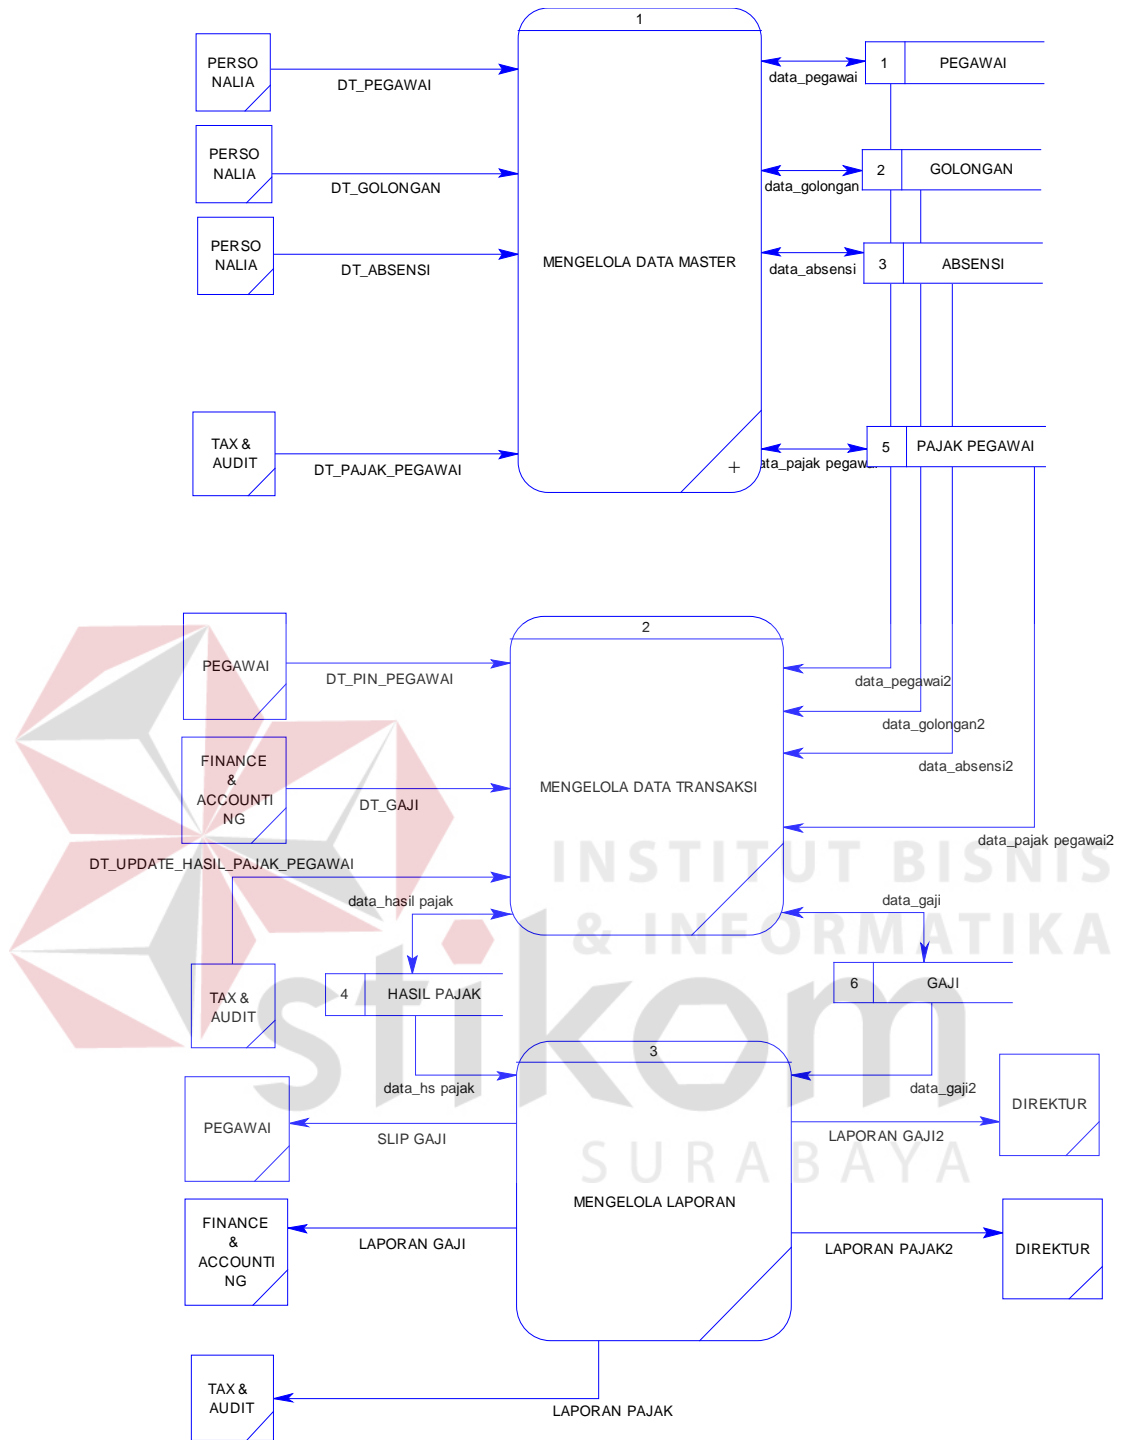 1
PERSO
NALIA
DT_PEGAWAI
data_pegawai
1
PEGAWAI
PERSO
NALIA
DT_GOLONGAN
data_golongan
2
GOLONGAN
PERSO
NALIA
DT_ABSENSI
MENGELOLA DATA MASTER
data_absensi
3
ABSENSI
TAX &
AUDIT
DT_PAJAK_PEGAWAI
+
data_pajak pegawai
5
PAJAK PEGAWAI
2
PEGAWAI
DT_PIN_PEGAWAI
data_pegawai2
data_golongan2
data_absensi2
FINANCE
&
ACCOUNTI
NG
DT_GAJI
MENGELOLA DATA TRANSAKSI
data_pajak pegawai2
DT_UPDATE_HASIL_PAJAK_PEGAWAI
data_hasil pajak
data_gaji
INSTITUT BISNIS
& INFORMATIKA
stikom
SURABAYA
TAX &
AUDIT
4
HASIL PAJAK
6
GAJI
3
data_hs pajak
data_gaji2
PEGAWAI
SLIP GAJI
LAPORAN GAJI2
DIREKTUR
MENGELOLA LAPORAN
FINANCE
&
ACCOUNTI
NG
LAPORAN GAJI
LAPORAN PAJAK2
DIREKTUR
TAX &
AUDIT
LAPORAN PAJAK